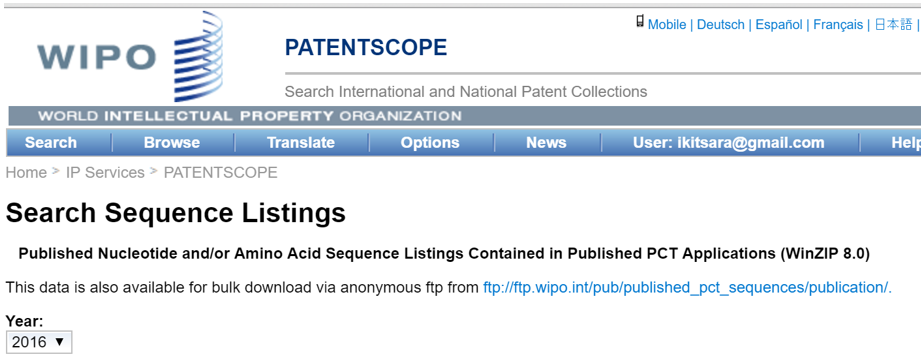 WIPO
PATENTSCOPE
Mobile | Deutsch | Español | Français | 日本語 |
Search International and National Patent Collections
WORLD INTELLECTUAL PROPERTY ORGANIZATION
Search Browse Translate Options News User: ikitsara@gmail.com Help
Home > IP Services > PATENTSCOPE
Search Sequence Listings
Published Nucleotide and/or Amino Acid Sequence Listings Contained in Published PCT Applications (WinZIP 8.0)
This data is also available for bulk download via anonymous ftp from ftp://ftp.wipo.int/pub/published_pct_sequences/publication/.
Year:
2016